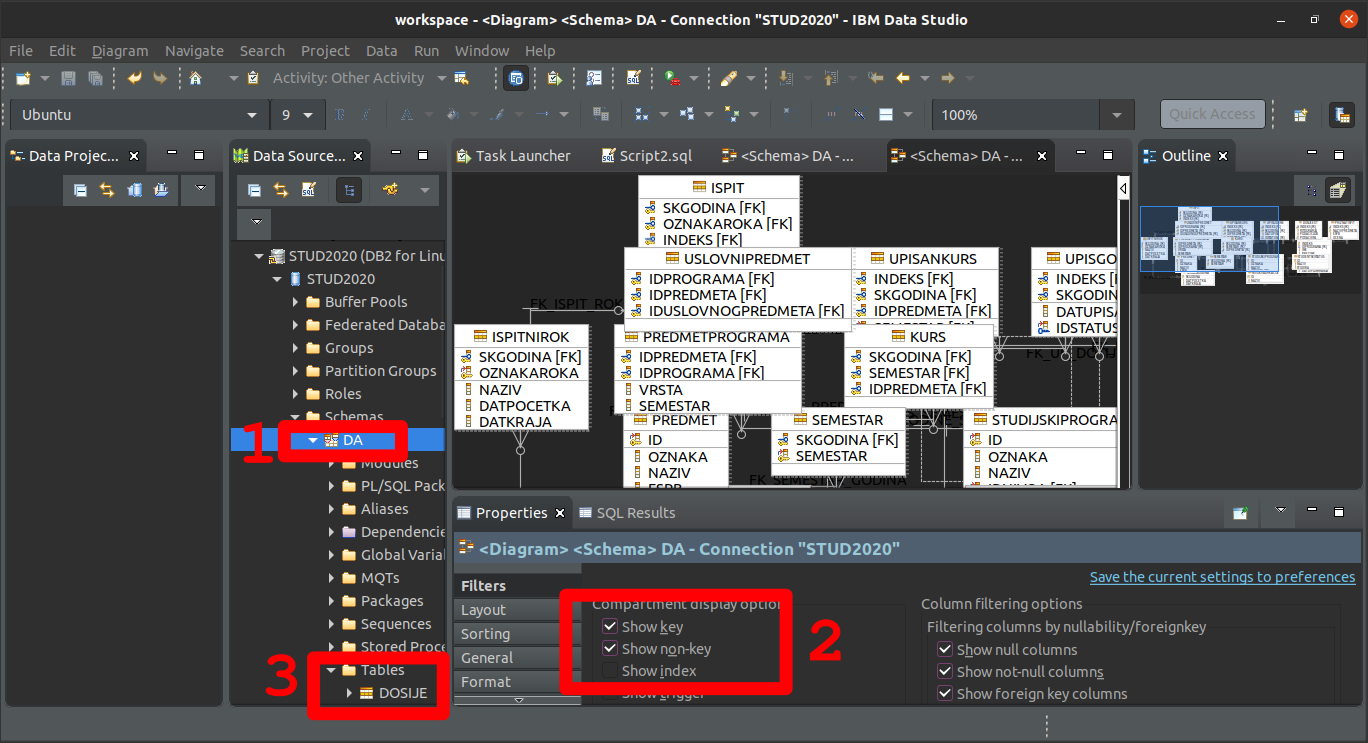 workspace - <Diagram> <Schema> DA - Connection "STUD2020" - IBM Data Studio
File Edit Diagram Navigate Search Project Data Run Window Help
Activity: Other Activity
Ubuntu 9 100% Quick Access
Data Projec...
Data Source...
Task Launcher Script2.sql <Schema> DA - ... <Schema> DA - ...
Outline
STUD2020 (DB2 for Linu
STUD2020
Buffer Pools
Federated Databa
Groups
Partition Groups
Roles
Schemas
1
DA
Modules
PL/SQL Pack
Aliases
Dependencie
Global Varial
MQTs
Packages
Sequences
Stored Proce
3
Tables
DOSIJE
ISPIT
SKGODINA [FK]
OZNAKAROKA [FK]
INDEKS [FK]
USLOVNIPREDMET
IDPROGRAMA [FK]
IDPREDMETA [FK]
IDUSLOVNOGPREDMETA [FK]
UPISANKURS
INDEKS [FK]
SKGODINA [FK]
IDPREDMETA [FK]
UPISGO
INDEKS [F
SKGODIN
DATUPISA
IDSTATUS
FK_ISPIT_ROK
ISPITNIROK
SKGODINA [FK]
OZNAKAROKA
NAZIV
DATPOCETKA
DATKRAJA
PREDMETPROGRAMA
IDPREDMETA [FK]
IDPROGRAMA [FK]
VRSTA
SEMESTAR
KURS
SKGODINA [FK]
SEMESTAR [FK]
IDPREDMETA [FK]
PREDMET
ID
OZNAKA
NAZIV
ESPB
SEMESTAR
SKGODINA [FK]
SEMESTAR
FK_SEMESTAR_GODINA
STUDIJSKIPROGRA
ID
OZNAKA
NAZIV
Properties SQL Results
<Diagram> <Schema> DA - Connection "STUD2020"
Save the current settings to preferences
Filters
Layout
Sorting
General
Format
Compartment display option
Show key
Show non-key
Show index
Show trigger
2
Column filtering options
Filtering columns by nullability/foreignkey
Show null columns
Show not-null columns
Show foreign key columns